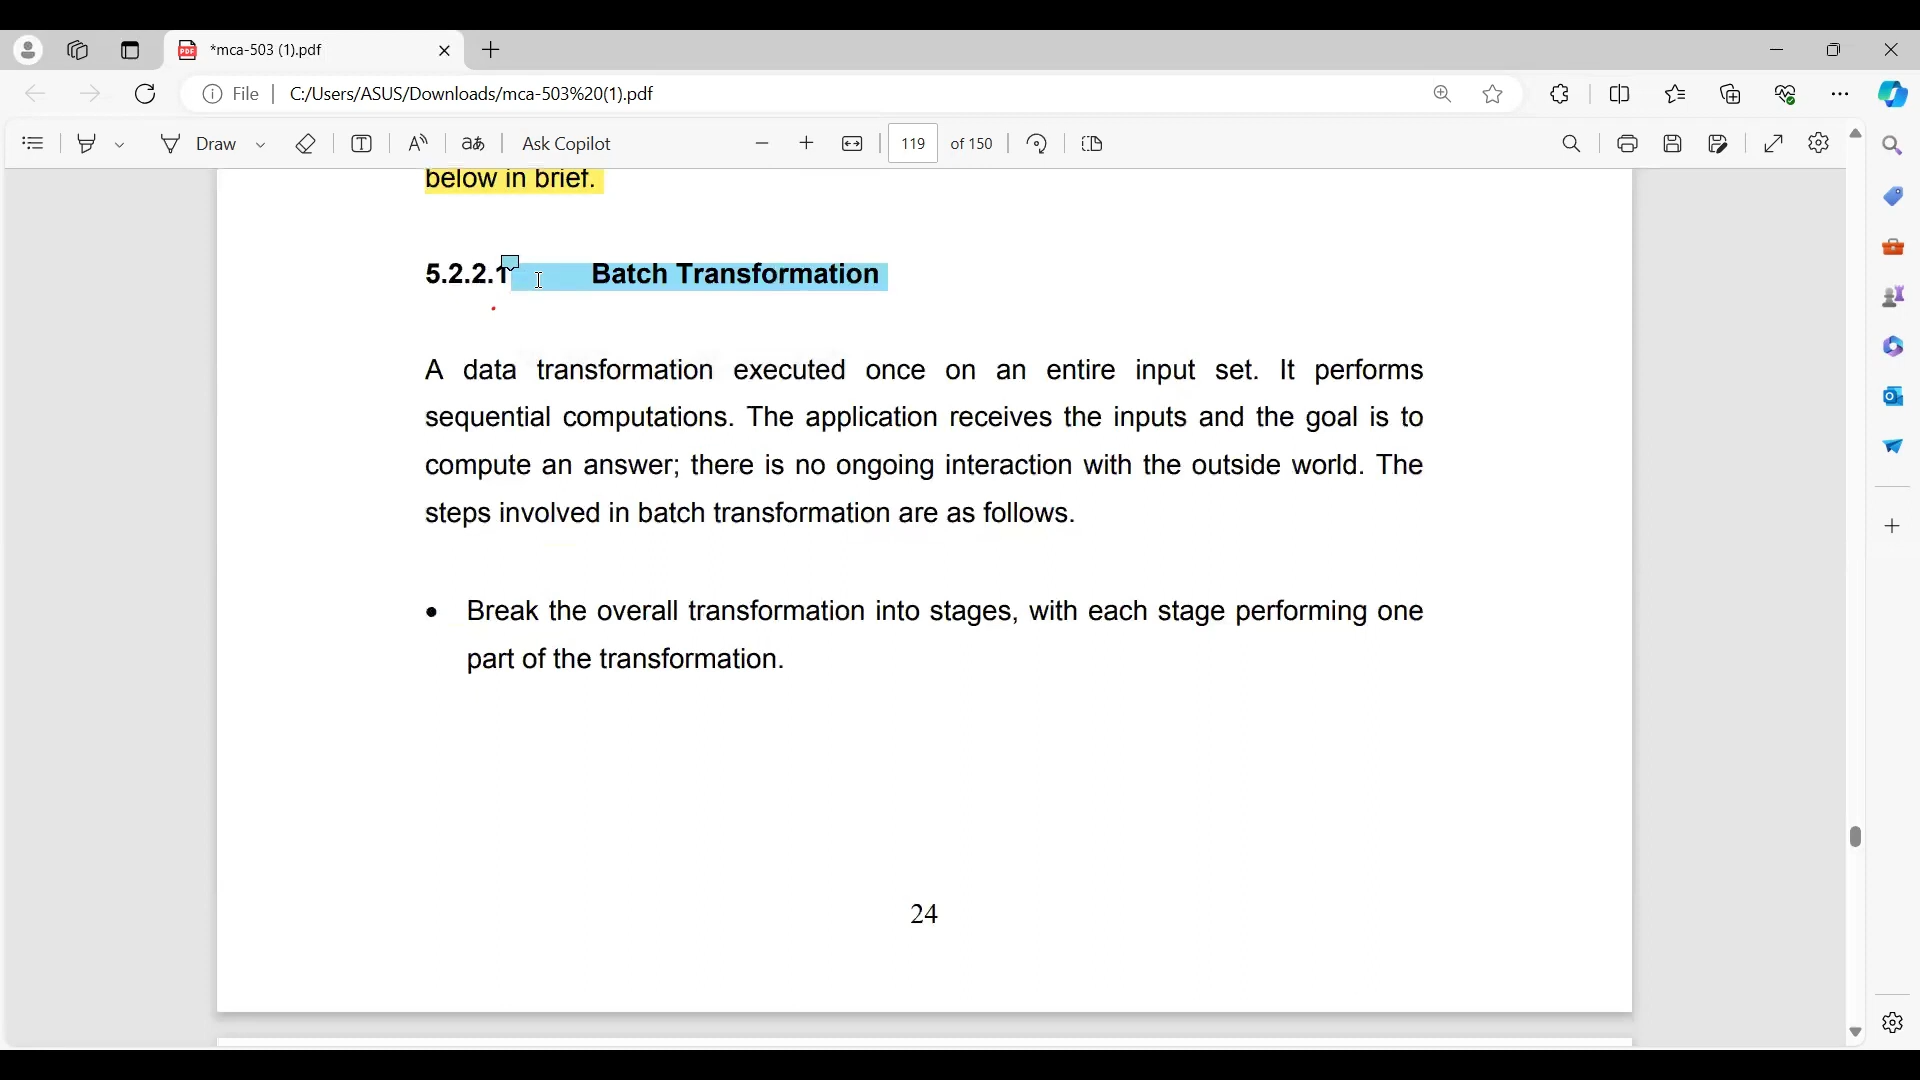 *mca-503 (1).pdf
File C:/Users/ASUS/Downloads/mca-503%20(1).pdf
Draw aあ Ask Copilot 119 of 150
below in brief.
5.2.2.1 Batch Transformation
A data transformation executed once on an entire input set. It performs
sequential computations. The application receives the inputs and the goal is to
compute an answer; there is no ongoing interaction with the outside world. The
steps involved in batch transformation are as follows.
• Break the overall transformation into stages, with each stage performing one
part of the transformation.
24